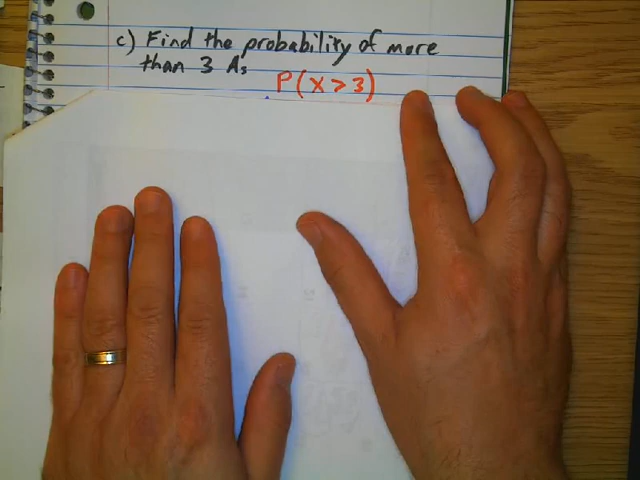 c) Find the probability of more
than 3 As
P(X > 3)